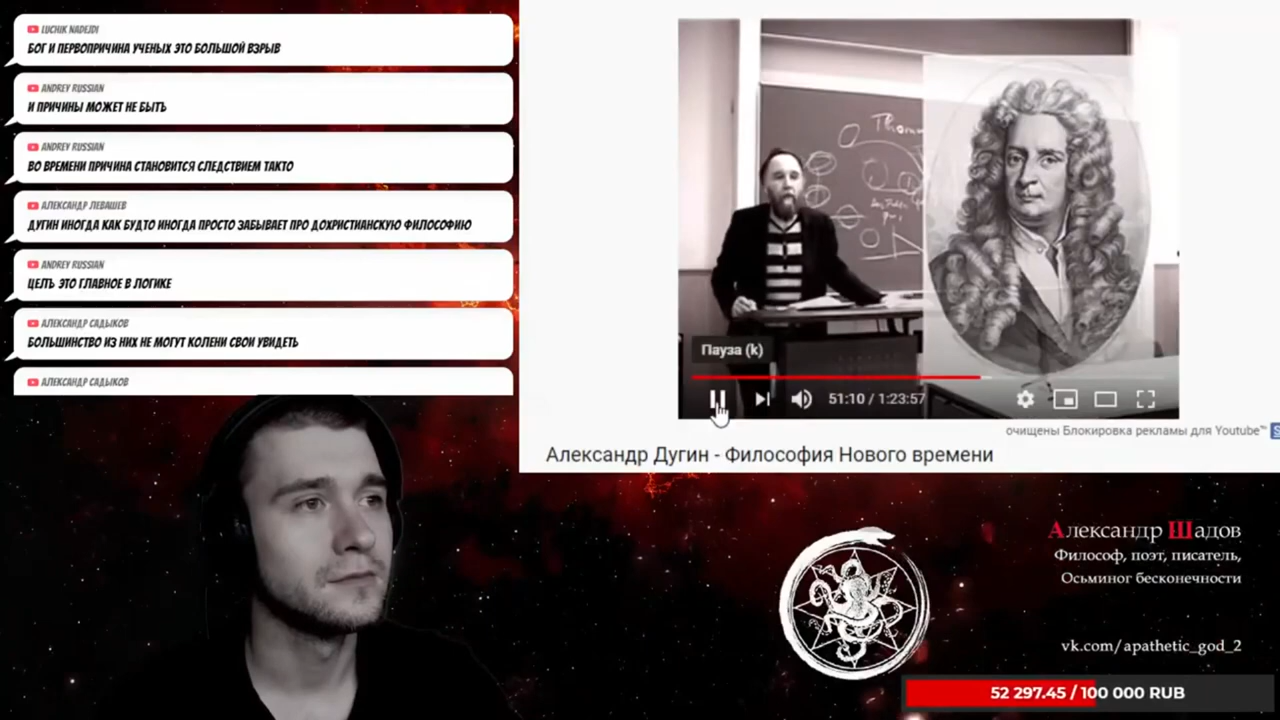 LUCHIK NADEJDI
БОГ И ПЕРВОПРИЧИНА УЧЕНЫХ ЭТО БОЛЬШОЙ ВЗРЫВ
ANDREY RUSSIAN
И ПРИЧИНЫ МОЖЕТ НЕ БЫТЬ
ANDREY RUSSIAN
ВО ВРЕМЕНИ ПРИЧИНА СТАНОВИТСЯ СЛЕДСТВИЕМ ТАКТО
АЛЕКСАНДР ЛЕВАШЕВ
ДУГИН ИНОГДА КАК БУДТО ИНОГДА ПРОСТО ЗАБЫВАЕТ ПРО ДОХРИСТИАНСКУЮ ФИЛОСОФИЮ
ANDREY RUSSIAN
ЦЕЛЬ ЭТО ГЛАВНОЕ В ЛОГИКЕ
АЛЕКСАНДР САДЫКОВ
БОЛЬШИНСТВО ИЗ НИХ НЕ МОГУТ КОЛЕНИ СВОИ УВИДЕТЬ
АЛЕКСАНДР САДЫКОВ
Пауза (k)
51:10 / 1:23:57
очищены Блокировка рекламы для Youtube™ S
Александр Дугин - Философия Нового времени
Александр Шадов
Философ, поэт, писатель,
Осьминог бесконечности
vk.com/apathetic_god_2
52 297.45 / 100 000 RUB